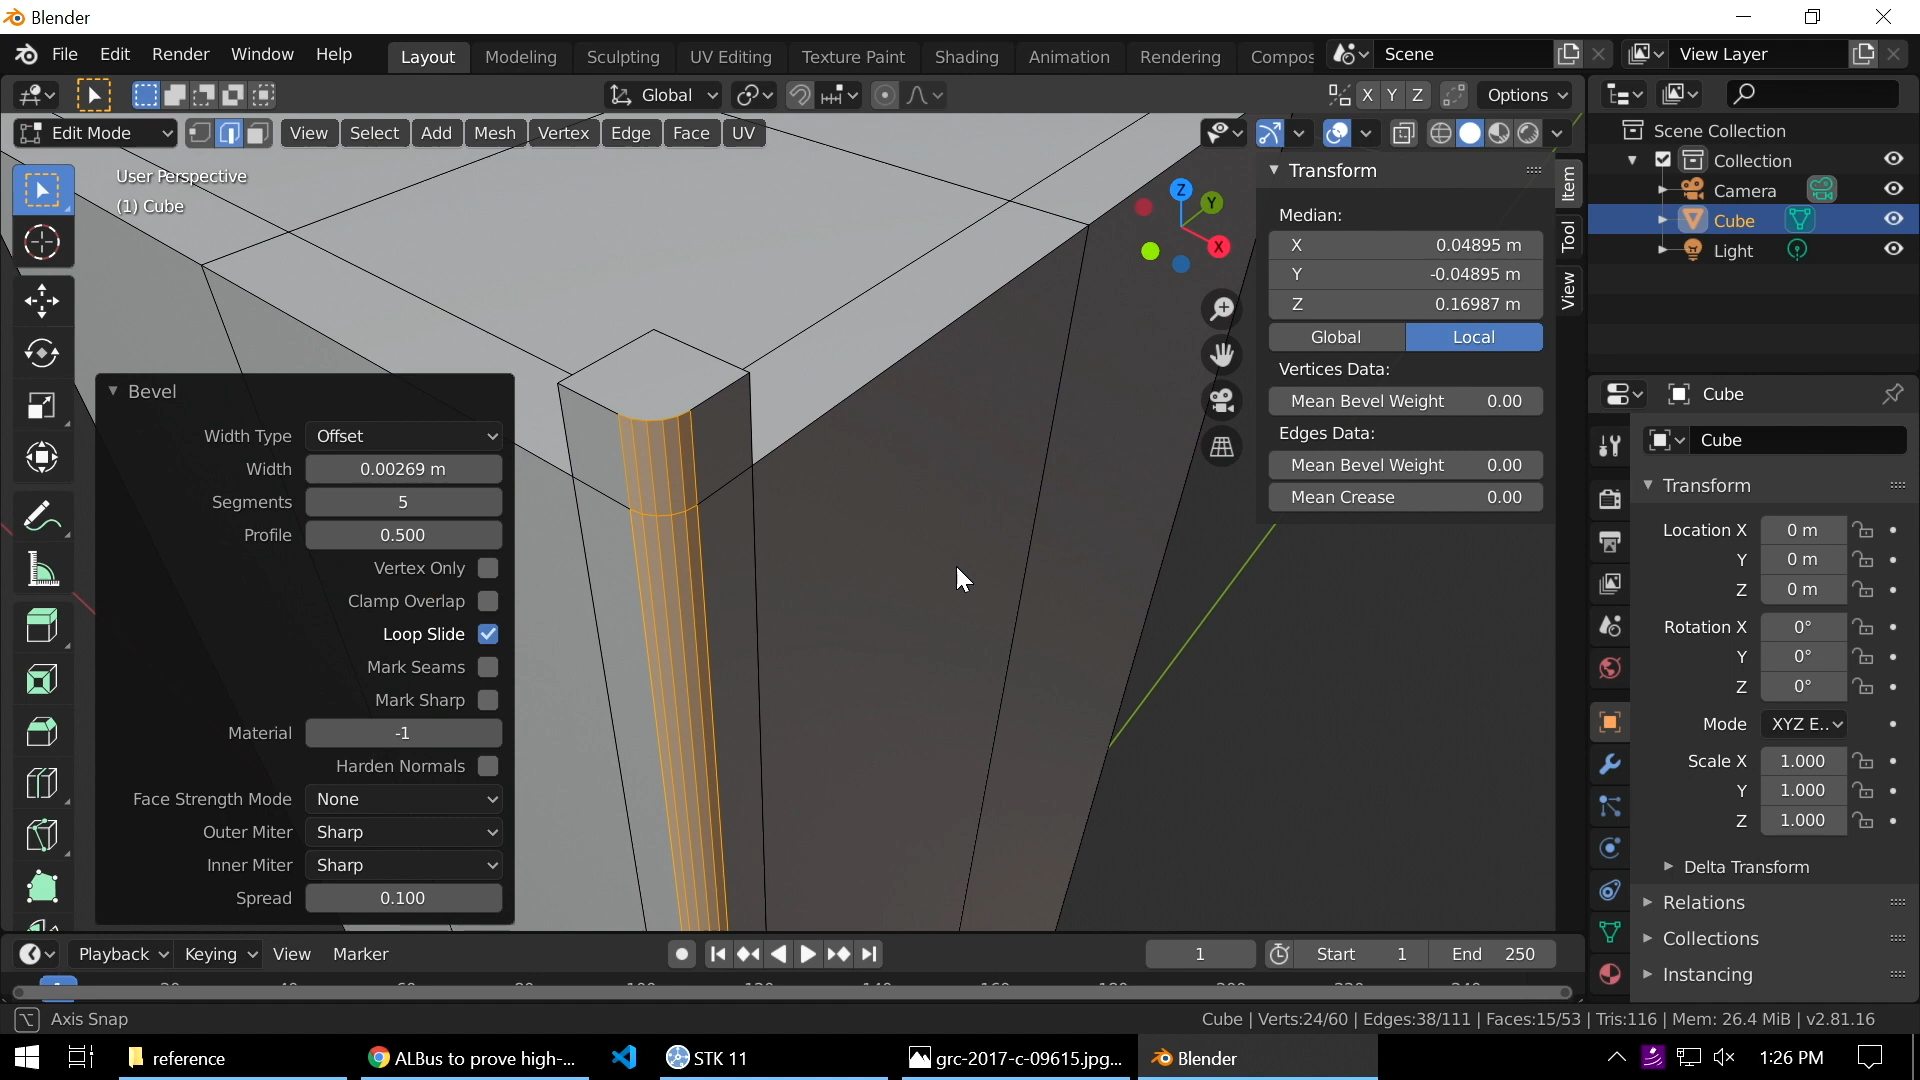 Blender
File Edit Render Window Help Layout Modeling Sculpting UV Editing Texture Paint Shading Animation Rendering Compos Scene View Layer
Global X Y Z Options
Edit Mode View Select Add Mesh Vertex Edge Face UV
User Perspective
(1) Cube
Z
Y
X
Transform
Median:
X 0.04895 m
Y -0.04895 m
Z 0.16987 m
Global Local
Vertices Data:
Mean Bevel Weight 0.00
Edges Data:
Mean Bevel Weight 0.00
Mean Crease 0.00
Item
Tool
View
Bevel
Width Type Offset
Width 0.00269 m
Segments 5
Profile 0.500
Vertex Only
Clamp Overlap
Loop Slide
Mark Seams
Mark Sharp
Material -1
Harden Normals
Face Strength Mode None
Outer Miter Sharp
Inner Miter Sharp
Spread 0.100
Scene Collection
Collection
Camera
Cube
Light
Cube
Cube
Transform
Location X 0 m
Y 0 m
Z 0 m
Rotation X 0°
Y 0°
Z 0°
Mode XYZ E..
Scale X 1.000
Y 1.000
Z 1.000
Delta Transform
Relations
Collections
Instancing
Playback Keying View Marker 1 Start 1 End 250
Axis Snap Cube | Verts:24/60 | Edges:38/111 | Faces:15/53 | Tris:116 | Mem: 26.4 MiB | v2.81.16
reference ALBus to prove high-... STK 11 grc-2017-c-09615.jpg... Blender 1:26 PM